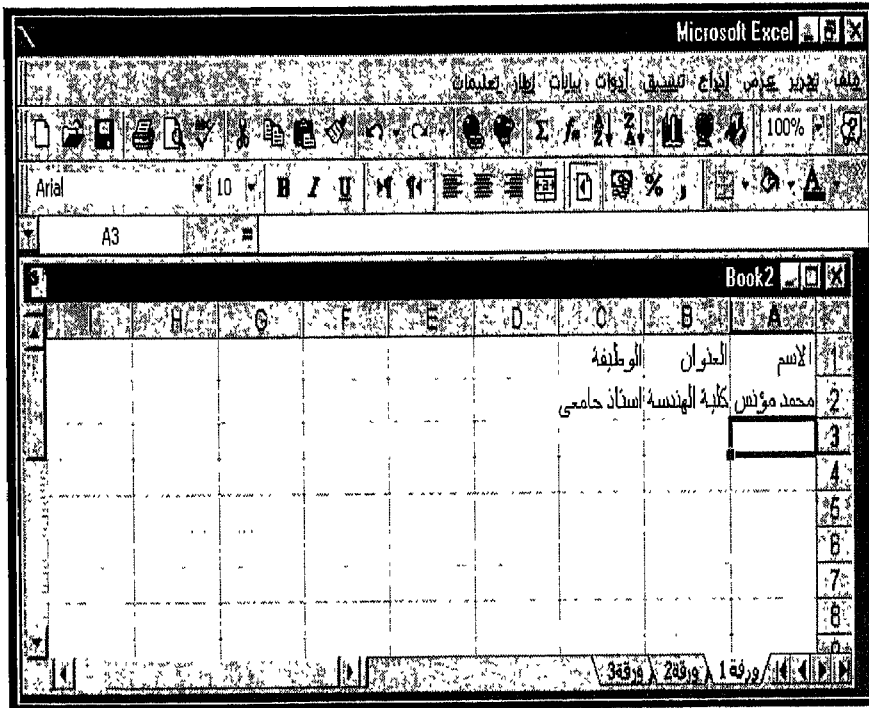 Microsoft Excel
ملف تحرير عرض إدراج تنسيق أدوات بيانات إطار تعليمات
100%
Arial 10 B I U % ,
A3 =
Book2
A B C D E F G H
1 الاسم العنوان الوظيفة
2 محمد مؤنس كلية الهندسة استاذ جامعى
3
4
5
6
7
8
9
ورقة1 ورقة2 ورقة3